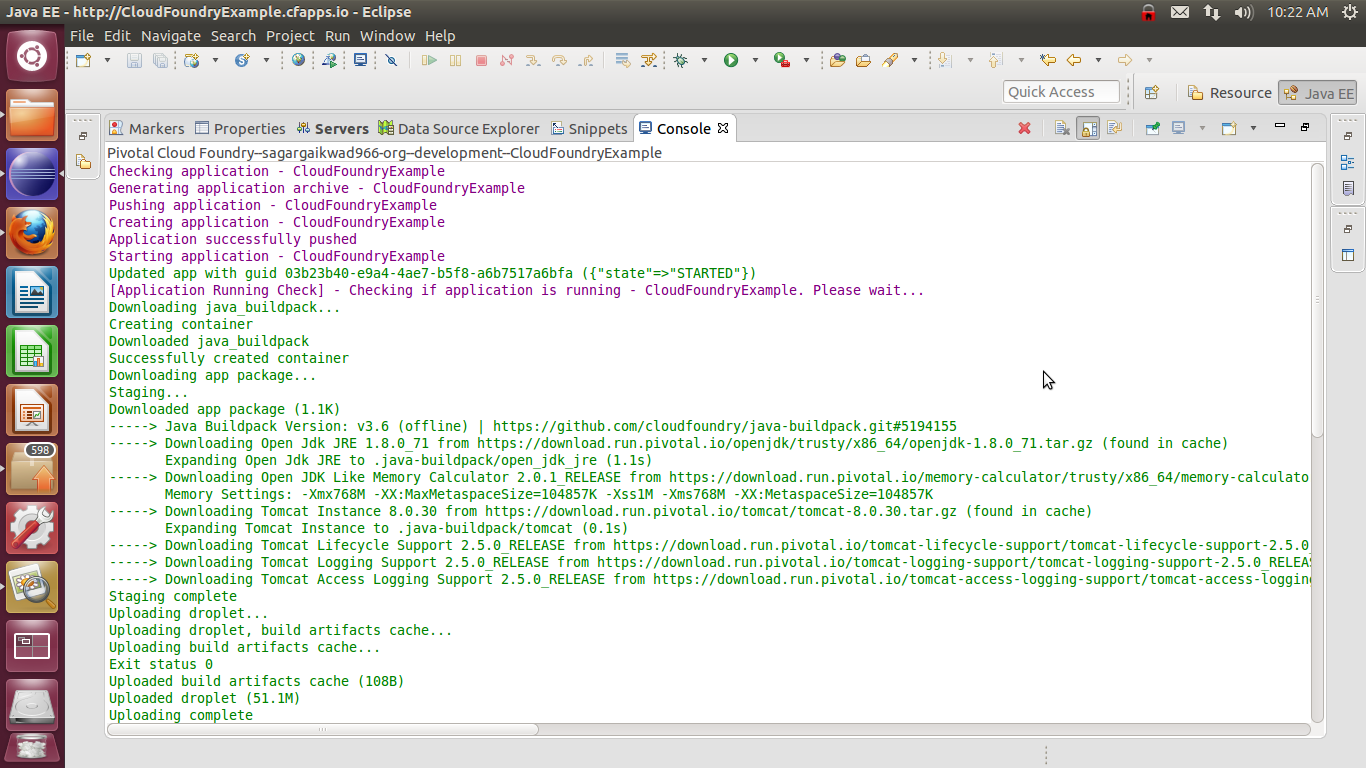 Java EE - http://CloudFoundryExample.cfapps.io - Eclipse
10:22 AM
File Edit Navigate Search Project Run Window Help
Quick Access
Resource
Java EE
Markers
Properties
Servers
Data Source Explorer
Snippets
Console
Pivotal Cloud Foundry--sagargaikwad966-org--development--CloudFoundryExample
Checking application - CloudFoundryExample
Generating application archive - CloudFoundryExample
Pushing application - CloudFoundryExample
Creating application - CloudFoundryExample
Application successfully pushed
Starting application - CloudFoundryExample
Updated app with guid 03b23b40-e9a4-4ae7-b5f8-a6b7517a6bfa ({"state"=>"STARTED"})
[Application Running Check] - Checking if application is running - CloudFoundryExample. Please wait...
Downloading java_buildpack...
Creating container
Downloaded java_buildpack
Successfully created container
Downloading app package...
Staging...
Downloaded app package (1.1K)
-----> Java Buildpack Version: v3.6 (offline) | https://github.com/cloudfoundry/java-buildpack.git#5194155
-----> Downloading Open Jdk JRE 1.8.0_71 from https://download.run.pivotal.io/openjdk/trusty/x86_64/openjdk-1.8.0_71.tar.gz (found in cache)
Expanding Open Jdk JRE to .java-buildpack/open_jdk_jre (1.1s)
-----> Downloading Open JDK Like Memory Calculator 2.0.1_RELEASE from https://download.run.pivotal.io/memory-calculator/trusty/x86_64/memory-calculato
Memory Settings: -Xmx768M -XX:MaxMetaspaceSize=104857K -Xss1M -Xms768M -XX:MetaspaceSize=104857K
-----> Downloading Tomcat Instance 8.0.30 from https://download.run.pivotal.io/tomcat/tomcat-8.0.30.tar.gz (found in cache)
Expanding Tomcat Instance to .java-buildpack/tomcat (0.1s)
-----> Downloading Tomcat Lifecycle Support 2.5.0_RELEASE from https://download.run.pivotal.io/tomcat-lifecycle-support/tomcat-lifecycle-support-2.5.0
-----> Downloading Tomcat Logging Support 2.5.0_RELEASE from https://download.run.pivotal.io/tomcat-logging-support/tomcat-logging-support-2.5.0_RELEA
-----> Downloading Tomcat Access Logging Support 2.5.0_RELEASE from https://download.run.pivotal.io/tomcat-access-logging-support/tomcat-access-loggin
598
Staging complete
Uploading droplet...
Uploading droplet, build artifacts cache...
Uploading build artifacts cache...
Exit status 0
Uploaded build artifacts cache (108B)
Uploaded droplet (51.1M)
Uploading complete